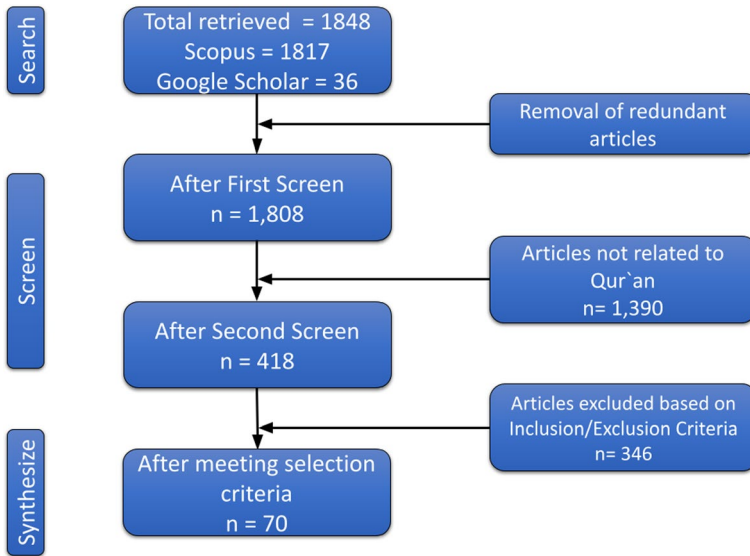 Search
Total retrieved = 1848
Scopus = 1817
Google Scholar = 36
Removal of redundant
articles
Screen
After First Screen
n = 1,808
Articles not related to
Qur`an
n= 1,390
After Second Screen
n = 418
Articles excluded based on
Inclusion/Exclusion Criteria
n= 346
Synthesize
After meeting selection
criteria
n = 70